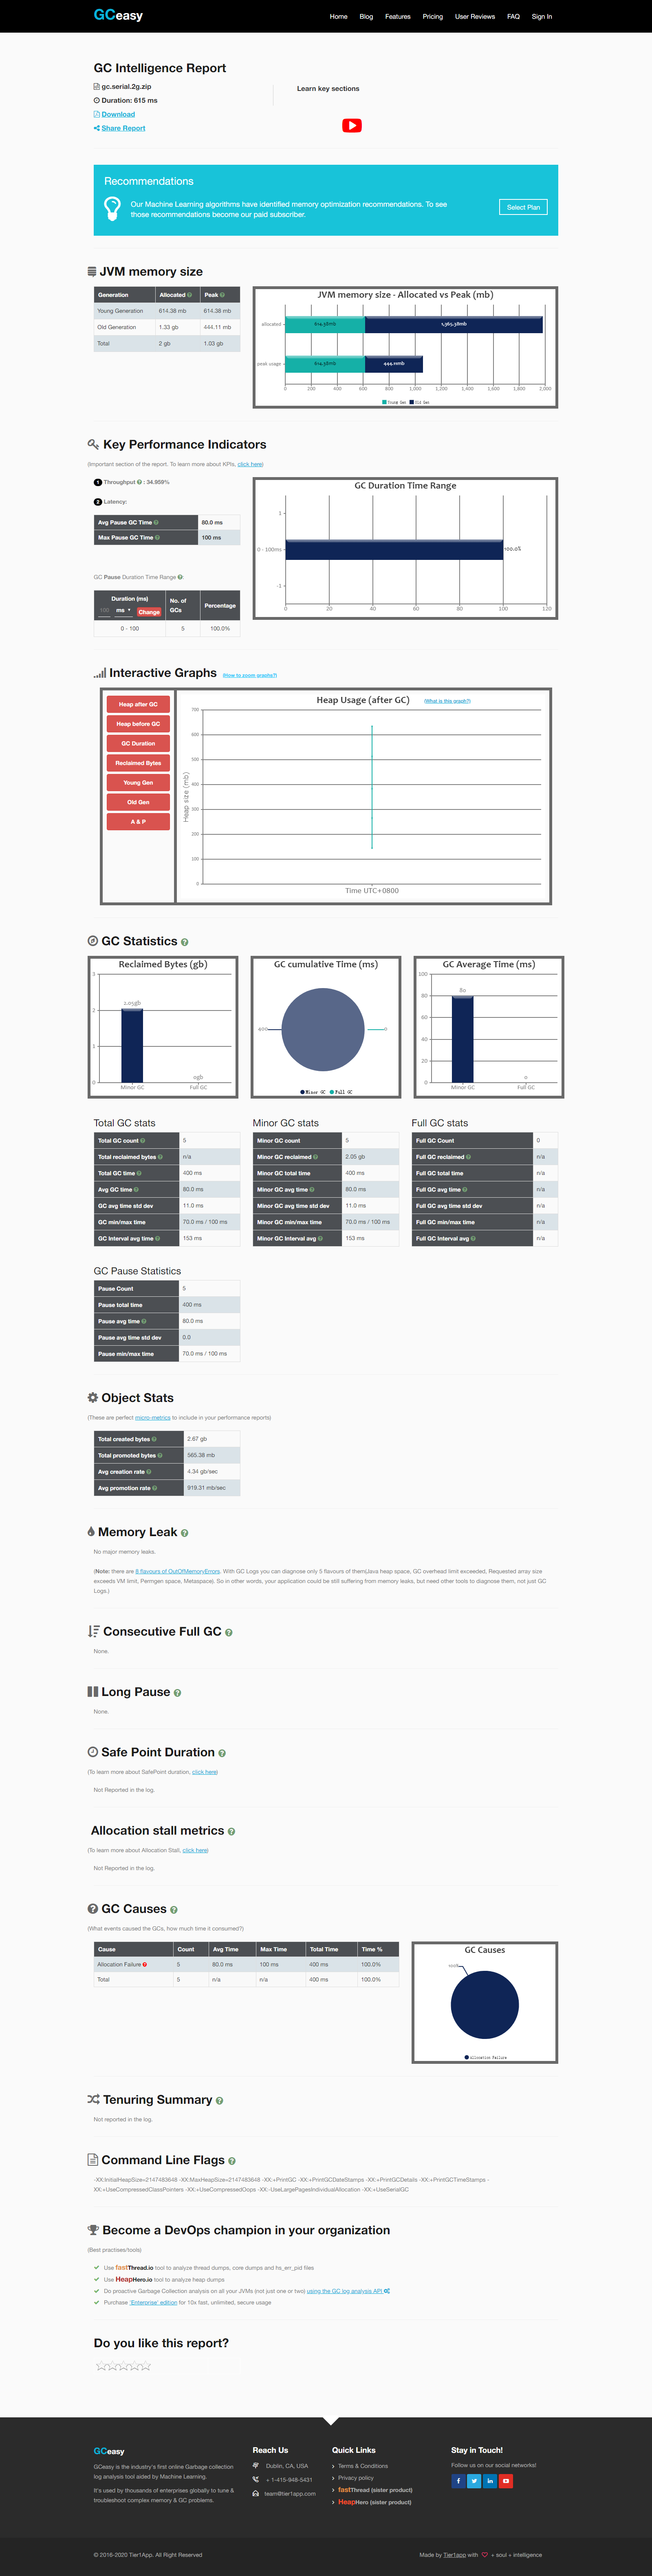 GCeasy
Home Blog Features Pricing User Reviews FAQ Sign In
GC Intelligence Report
gc.serial.2g.zip
Duration: 615 ms
Download
Share Report
Learn key sections
Recommendations
Our Machine Learning algorithms have identified memory optimization recommendations. To see
those recommendations become our paid subscriber.
Select Plan
JVM memory size
Generation Allocated Peak
Young Generation 614.38 mb 614.38 mb
Old Generation 1.33 gb 444.11 mb
Total 2 gb 1.03 gb
JVM memory size - Allocated vs Peak (mb)
allocated 614.38mb 1,365.38mb
peak usage 614.38mb 444.11mb
0 200 400 600 800 1,000 1,200 1,400 1,600 1,800 2,000
Young Gen Old Gen
Key Performance Indicators
(Important section of the report. To learn more about KPIs, click here)
1 Throughput : 34.959%
2 Latency:
Avg Pause GC Time 80.0 ms
Max Pause GC Time 100 ms
GC Pause Duration Time Range :
Duration (ms) No. of GCs Percentage
100 ms Change
0 - 100 5 100.0%
GC Duration Time Range
1
0 - 100ms 100.0%
-1
0 20 40 60 80 100 120
Interactive Graphs (How to zoom graphs?)
Heap after GC
Heap before GC
GC Duration
Reclaimed Bytes
Young Gen
Old Gen
A & P
Heap Usage (after GC) (What is this graph?)
Heap size (mb)
700
600
500
400
300
200
100
0
Time UTC+0800
GC Statistics
Reclaimed Bytes (gb)
3
2
1
0
2.05gb
0gb
Minor GC Full GC
GC cumulative Time (ms)
400 0
Minor GC Full GC
GC Average Time (ms)
100
80
60
40
20
0
80
0
Minor GC Full GC
Total GC stats
Total GC count 5
Total reclaimed bytes n/a
Total GC time 400 ms
Avg GC time 80.0 ms
GC avg time std dev 11.0 ms
GC min/max time 70.0 ms / 100 ms
GC Interval avg time 153 ms
Minor GC stats
Minor GC count 5
Minor GC reclaimed 2.05 gb
Minor GC total time 400 ms
Minor GC avg time 80.0 ms
Minor GC avg time std dev 11.0 ms
Minor GC min/max time 70.0 ms / 100 ms
Minor GC Interval avg 153 ms
Full GC stats
Full GC Count 0
Full GC reclaimed n/a
Full GC total time n/a
Full GC avg time n/a
Full GC avg time std dev n/a
Full GC min/max time n/a
Full GC Interval avg n/a
GC Pause Statistics
Pause Count 5
Pause total time 400 ms
Pause avg time 80.0 ms
Pause avg time std dev 0.0
Pause min/max time 70.0 ms / 100 ms
Object Stats
(These are perfect micro-metrics to include in your performance reports)
Total created bytes 2.67 gb
Total promoted bytes 565.38 mb
Avg creation rate 4.34 gb/sec
Avg promotion rate 919.31 mb/sec
Memory Leak
No major memory leaks.
(Note: there are 8 flavours of OutOfMemoryErrors. With GC Logs you can diagnose only 5 flavours of them(Java heap space, GC overhead limit exceeded, Requested array size
exceeds VM limit, Permgen space, Metaspace). So in other words, your application could be still suffering from memory leaks, but need other tools to diagnose them, not just GC
Logs.)
Consecutive Full GC
None.
Long Pause
None.
Safe Point Duration
(To learn more about SafePoint duration, click here)
Not Reported in the log.
Allocation stall metrics
(To learn more about Allocation Stall, click here)
Not Reported in the log.
GC Causes
(What events caused the GCs, how much time it consumed?)
Cause Count Avg Time Max Time Total Time Time %
Allocation Failure 5 80.0 ms 100 ms 400 ms 100.0%
Total 5 n/a n/a 400 ms 100.0%
GC Causes
100%
Allocation Failure
Tenuring Summary
Not reported in the log.
Command Line Flags
-XX:InitialHeapSize=2147483648 -XX:MaxHeapSize=2147483648 -XX:+PrintGC -XX:+PrintGCDateStamps -XX:+PrintGCDetails -XX:+PrintGCTimeStamps -
XX:+UseCompressedClassPointers -XX:+UseCompressedOops -XX:-UseLargePagesIndividualAllocation -XX:+UseSerialGC
Become a DevOps champion in your organization
(Best practises/tools)
Use fastThread.io tool to analyze thread dumps, core dumps and hs_err_pid files
Use HeapHero.io tool to analyze heap dumps
Do proactive Garbage Collection analysis on all your JVMs (not just one or two) using the GC log analysis API
Purchase 'Enterprise' edition for 10x fast, unlimited, secure usage
Do you like this report?
GCeasy
GCeasy is the industry's first online Garbage collection
log analysis tool aided by Machine Learning.
It's used by thousands of enterprises globally to tune &
troubleshoot complex memory & GC problems.
Reach Us
Dublin, CA, USA
+ 1-415-948-5431
team@tier1app.com
Quick Links
Terms & Conditions
Privacy policy
fastThread (sister product)
HeapHero (sister product)
Stay in Touch!
Follow us on our social networks!
© 2016-2020 Tier1App. All Right Reserved
Made by Tier1app with + soul + intelligence